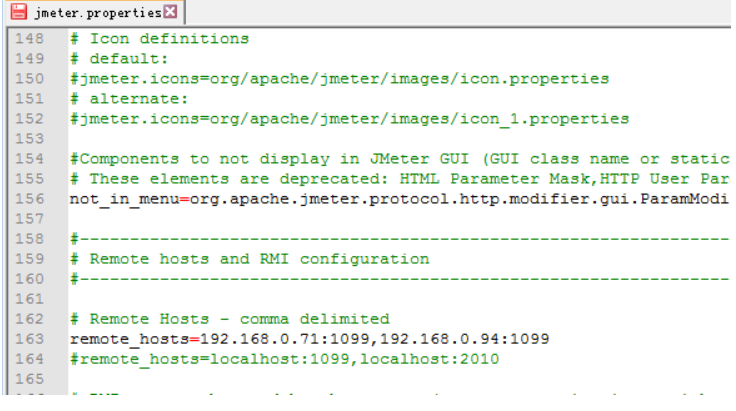 jmeter.properties
148 # Icon definitions
149 # default:
150 #jmeter.icons=org/apache/jmeter/images/icon.properties
151 # alternate:
152 #jmeter.icons=org/apache/jmeter/images/icon_1.properties
153
154 #Components to not display in JMeter GUI (GUI class name or static
155 # These elements are deprecated: HTML Parameter Mask,HTTP User Par
156 not_in_menu=org.apache.jmeter.protocol.http.modifier.gui.ParamModi
157
158 #-------------------------------------------------------------------
159 # Remote hosts and RMI configuration
160 #-------------------------------------------------------------------
161
162 # Remote Hosts - comma delimited
163 remote_hosts=192.168.0.71:1099,192.168.0.94:1099
164 #remote_hosts=localhost:1099,localhost:2010
165